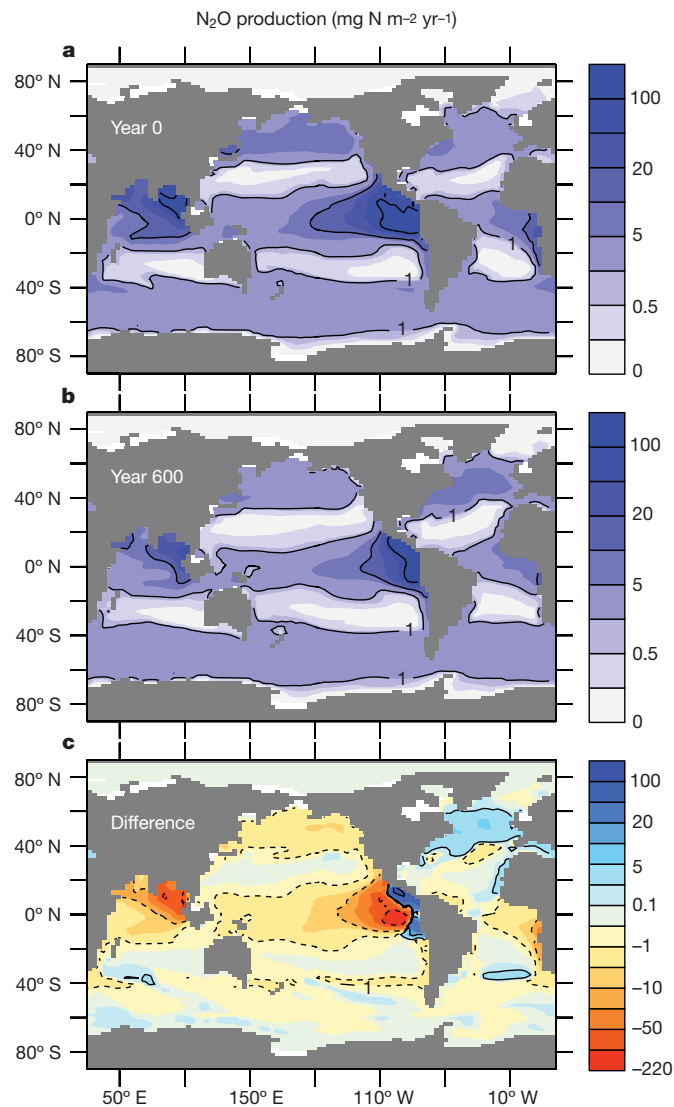 N₂O production (mg N m⁻² yr⁻¹)
a
80° N
40° N
0° N
40° S
80° S
Year 0
1
1
1
100
20
5
0.5
0
b
80° N
40° N
0° N
40° S
80° S
Year 600
1
1
1
100
20
5
0.5
0
c
80° N
40° N
0° N
40° S
80° S
Difference
1
100
20
5
0.1
–1
–10
–50
–220
50° E
150° E
110° W
10° W